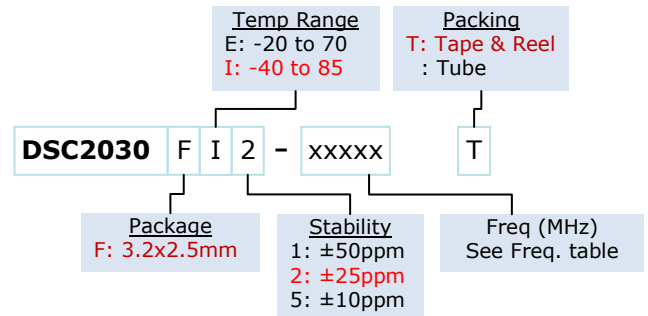 Temp Range
E: -20 to 70
I: -40 to 85
Packing
T: Tape & Reel
: Tube
DSC2030 F I 2 – xxxxx T
Package
F: 3.2x2.5mm
Stability
1: ±50ppm
2: ±25ppm
5: ±10ppm
Freq (MHz)
See Freq. table